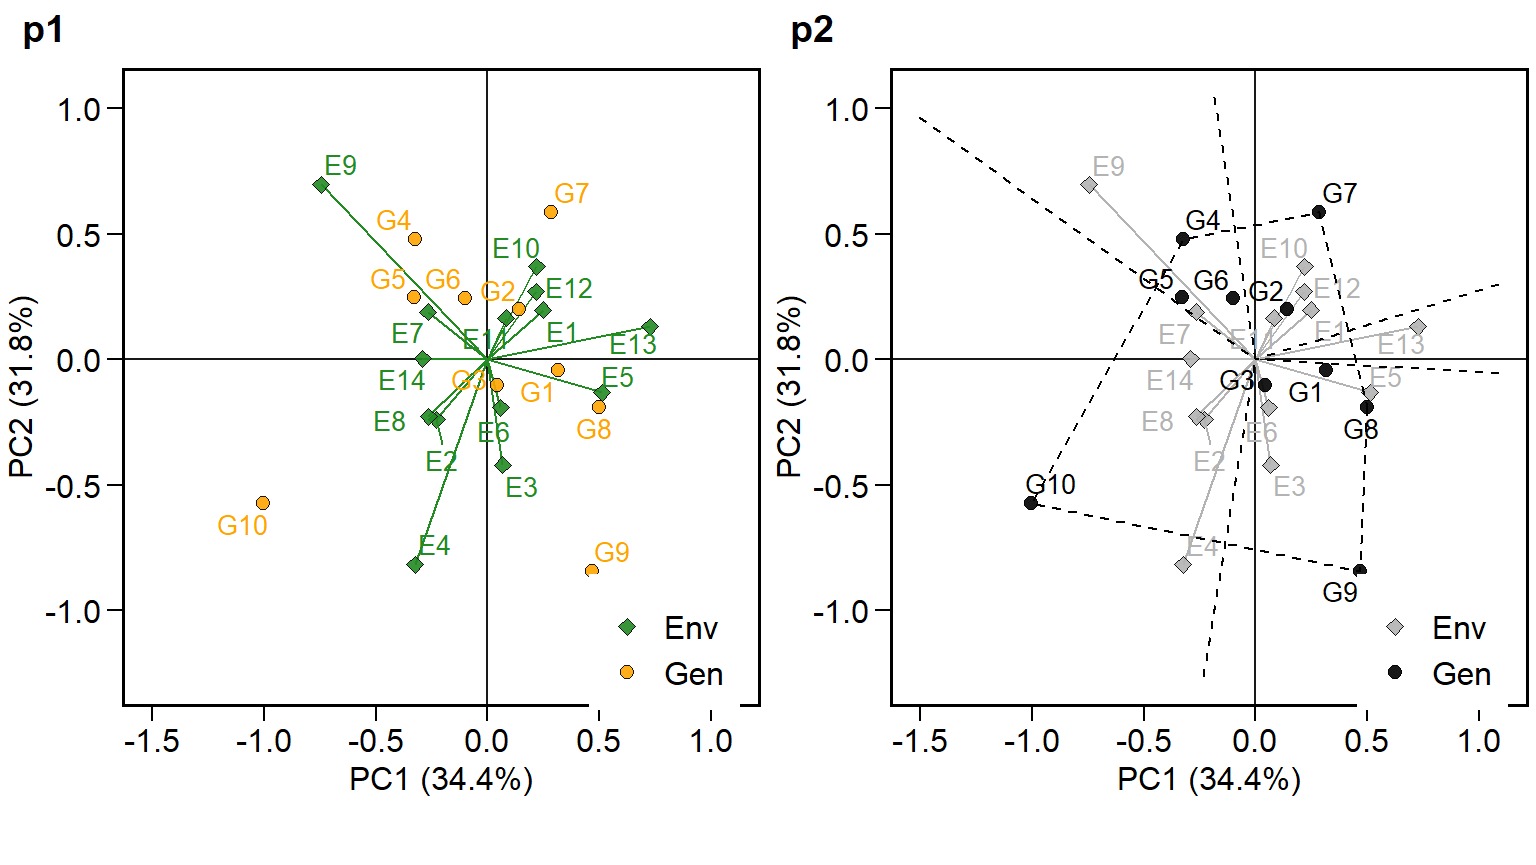 p1
1.0
0.5
0.0
-0.5
-1.0
PC2 (31.8%)
E9
G7
G4
E10
G5
G6
G2
E12
E7
E11
E1
E13
E14
G3
G1
E5
E8
E6
G8
E2
E3
G10
E4
G9
Env
Gen
-1.5
-1.0
-0.5
0.0
0.5
1.0
PC1 (34.4%)
p2
1.0
0.5
0.0
-0.5
-1.0
PC2 (31.8%)
E9
G7
G4
E10
G5
G6
G2
E12
E7
E11
E1
E13
E14
G3
G1
E5
E8
E6
G8
E2
E3
G10
E4
G9
Env
Gen
-1.5
-1.0
-0.5
0.0
0.5
1.0
PC1 (34.4%)